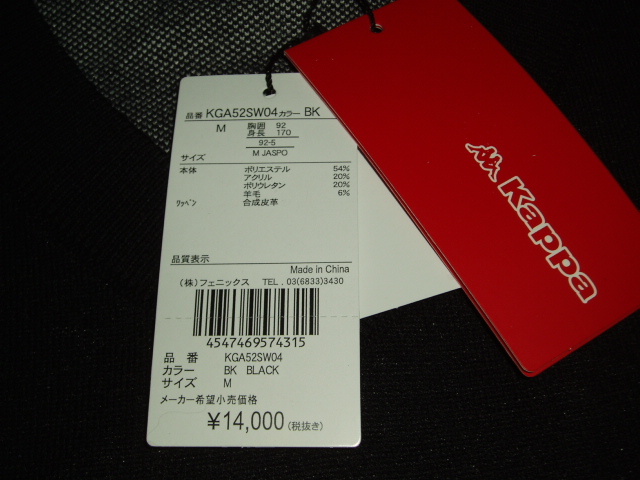 品番 KGA52SW04 カラー BK
M 胸囲 92
身長 170
92-5
サイズ M JASPO
本体 ポリエステル 54%
アクリル 20%
ポリウレタン 20%
羊毛 6%
ワッペン 合成皮革
品質表示
Made in China
(株)フェニックス TEL . 03(6833)3430
4547469574315
品 番 KGA52SW04
カラー BK BLACK
サイズ M
メーカー希望小売価格
¥14,000(税抜き)
Kappa